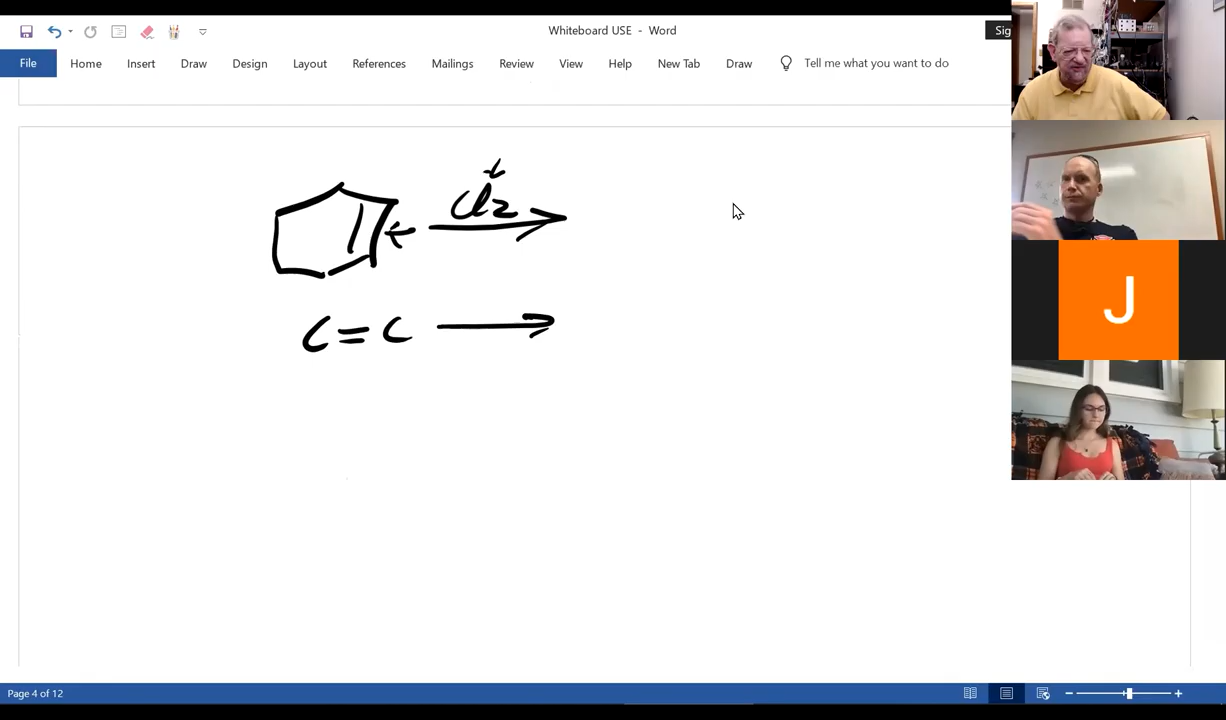 Whiteboard USE - Word
Sig
File Home Insert Draw Design Layout References Mailings Review View Help New Tab Draw Tell me what you want to do
Cl2
C=C
J
Page 4 of 12